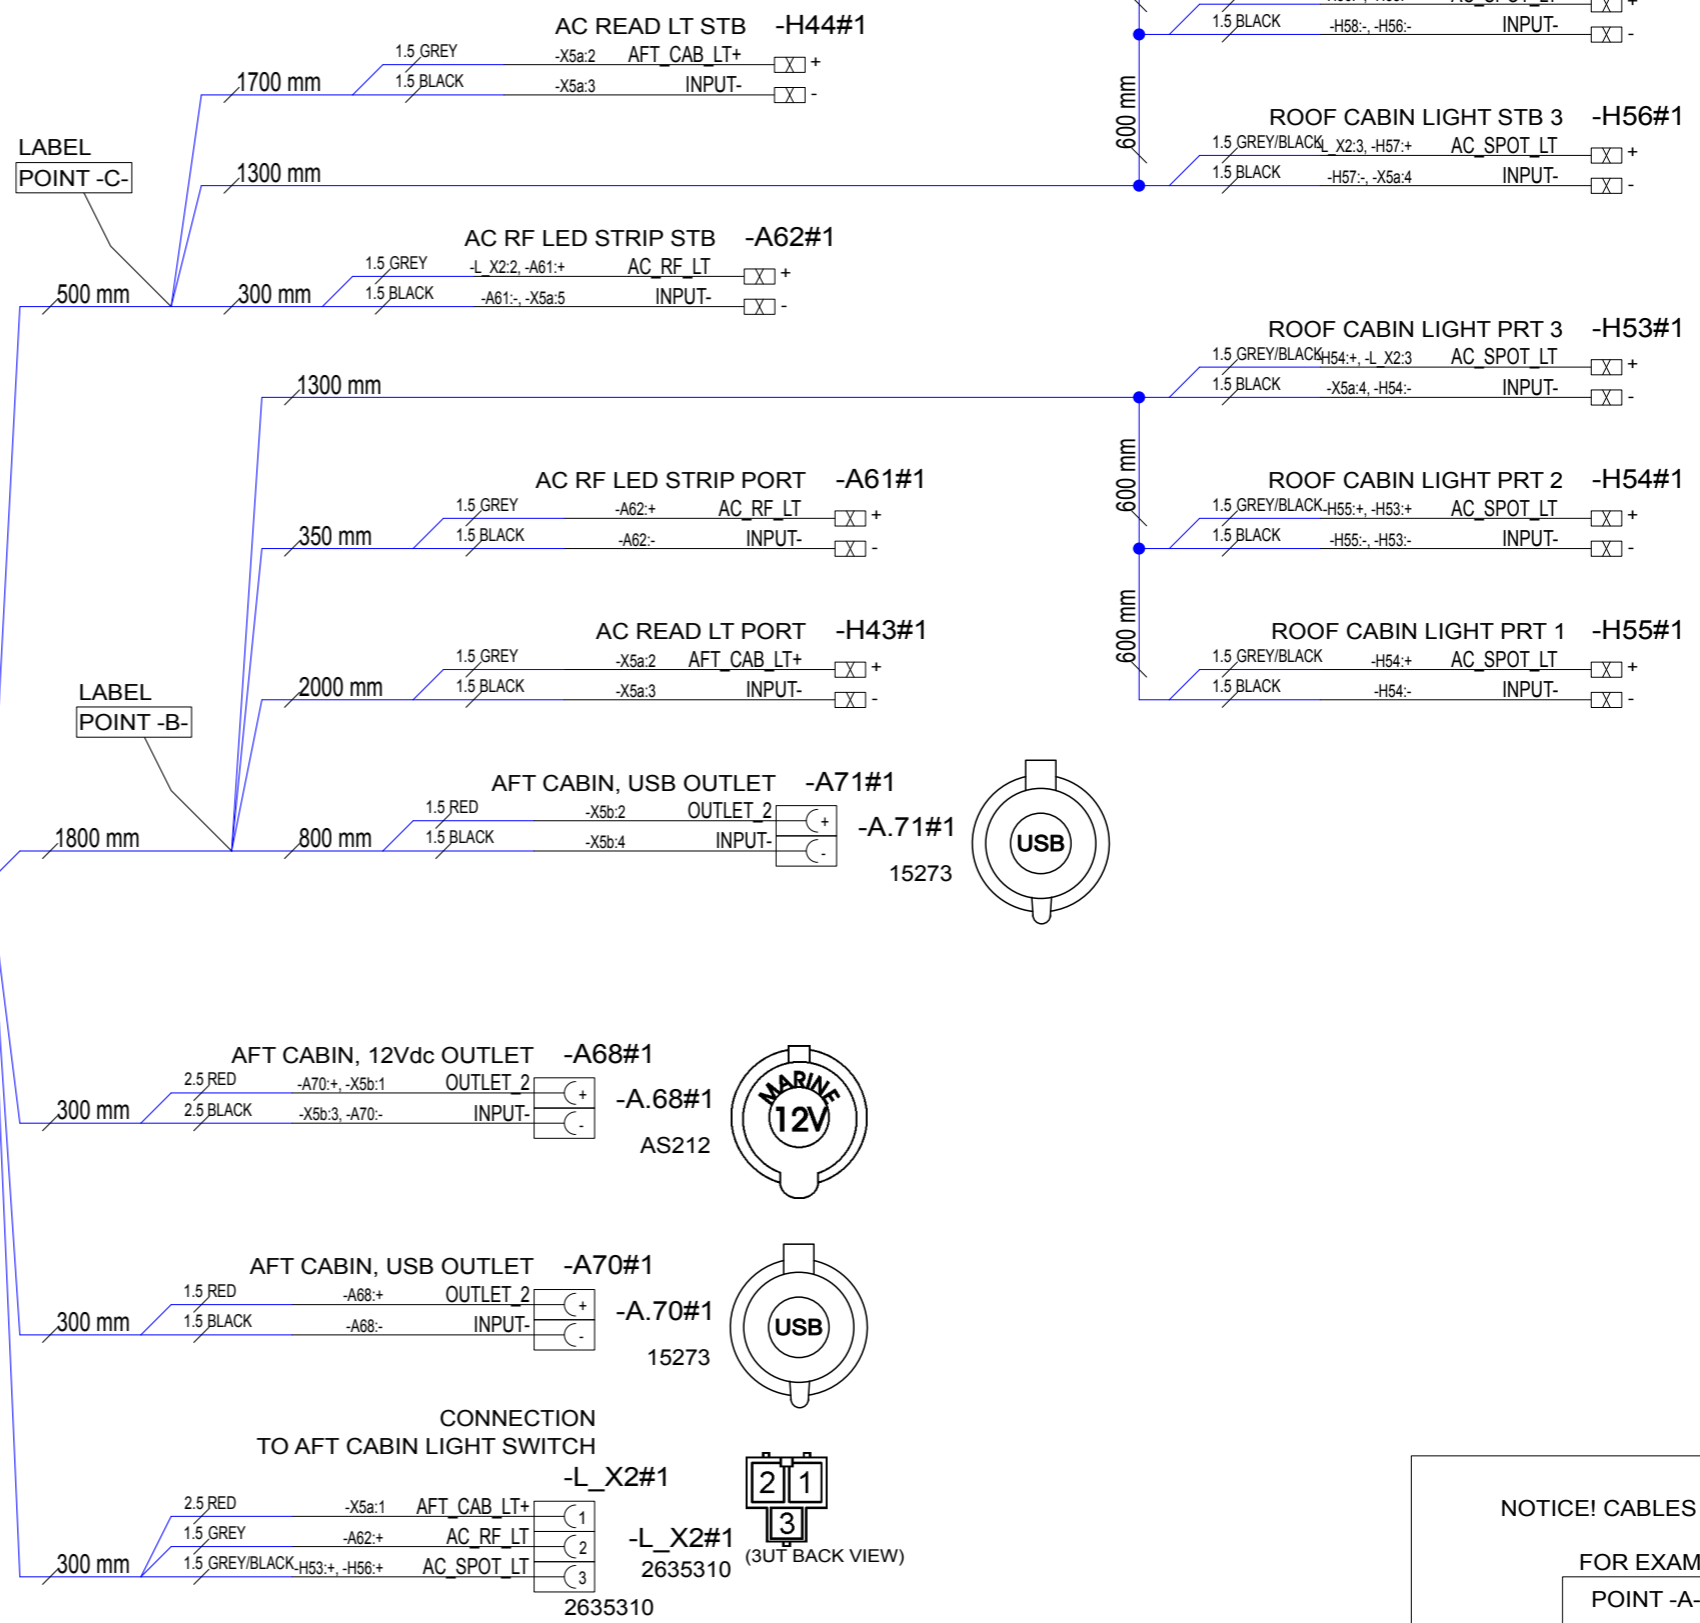 AC READ LT STB -H44#1
1.5 GREY -X5a:2 AFT_CAB_LT+ X +
1.5 BLACK -X5a:3 INPUT- X -
1700 mm
1.5 BLACK -H58:-, -H56:- INPUT- X -
600 mm
LABEL
POINT -C-
1300 mm
ROOF CABIN LIGHT STB 3 -H56#1
1.5 GREY/BLACK L_X2:3, -H57:+ AC_SPOT_LT X +
1.5 BLACK -H57:-, -X5a:4 INPUT- X -
AC RF LED STRIP STB -A62#1
1.5 GREY -L_X2:2, -A61:+ AC_RF_LT X +
1.5 BLACK -A61:-, -X5a:5 INPUT- X -
500 mm
300 mm
ROOF CABIN LIGHT PRT 3 -H53#1
1.5 GREY/BLACK -H54:+, -L_X2:3 AC_SPOT_LT X +
1.5 BLACK -X5a:4, -H54:- INPUT- X -
1300 mm
600 mm
AC RF LED STRIP PORT -A61#1
1.5 GREY -A62:+ AC_RF_LT X +
1.5 BLACK -A62:- INPUT- X -
350 mm
ROOF CABIN LIGHT PRT 2 -H54#1
1.5 GREY/BLACK -H55:+, -H53:+ AC_SPOT_LT X +
1.5 BLACK -H55:-, -H53:- INPUT- X -
600 mm
AC READ LT PORT -H43#1
1.5 GREY -X5a:2 AFT_CAB_LT+ X +
1.5 BLACK -X5a:3 INPUT- X -
2000 mm
ROOF CABIN LIGHT PRT 1 -H55#1
1.5 GREY/BLACK -H54:+ AC_SPOT_LT X +
1.5 BLACK -H54:- INPUT- X -
LABEL
POINT -B-
AFT CABIN, USB OUTLET -A71#1
1.5 RED -X5b:2 OUTLET_2 +
1.5 BLACK -X5b:4 INPUT- -
-A.71#1
15273
USB
1800 mm
800 mm
AFT CABIN, 12Vdc OUTLET -A68#1
2.5 RED -A70:+, -X5b:1 OUTLET_2 +
2.5 BLACK -X5b:3, -A70:- INPUT- -
300 mm
-A.68#1
AS212
MARINE
12V
AFT CABIN, USB OUTLET -A70#1
1.5 RED -A68:+ OUTLET_2 +
1.5 BLACK -A68:- INPUT- -
300 mm
-A.70#1
15273
USB
CONNECTION
TO AFT CABIN LIGHT SWITCH
-L_X2#1
2.5 RED -X5a:1 AFT_CAB_LT+ 1
1.5 GREY -A62:+ AC_RF_LT 2
1.5 GREY/BLACK -H53:+, -H56:+ AC_SPOT_LT 3
300 mm
2635310
-L_X2#1
2635310
2 1
3
(3UT BACK VIEW)
NOTICE! CABLES
FOR EXAM
POINT -A-